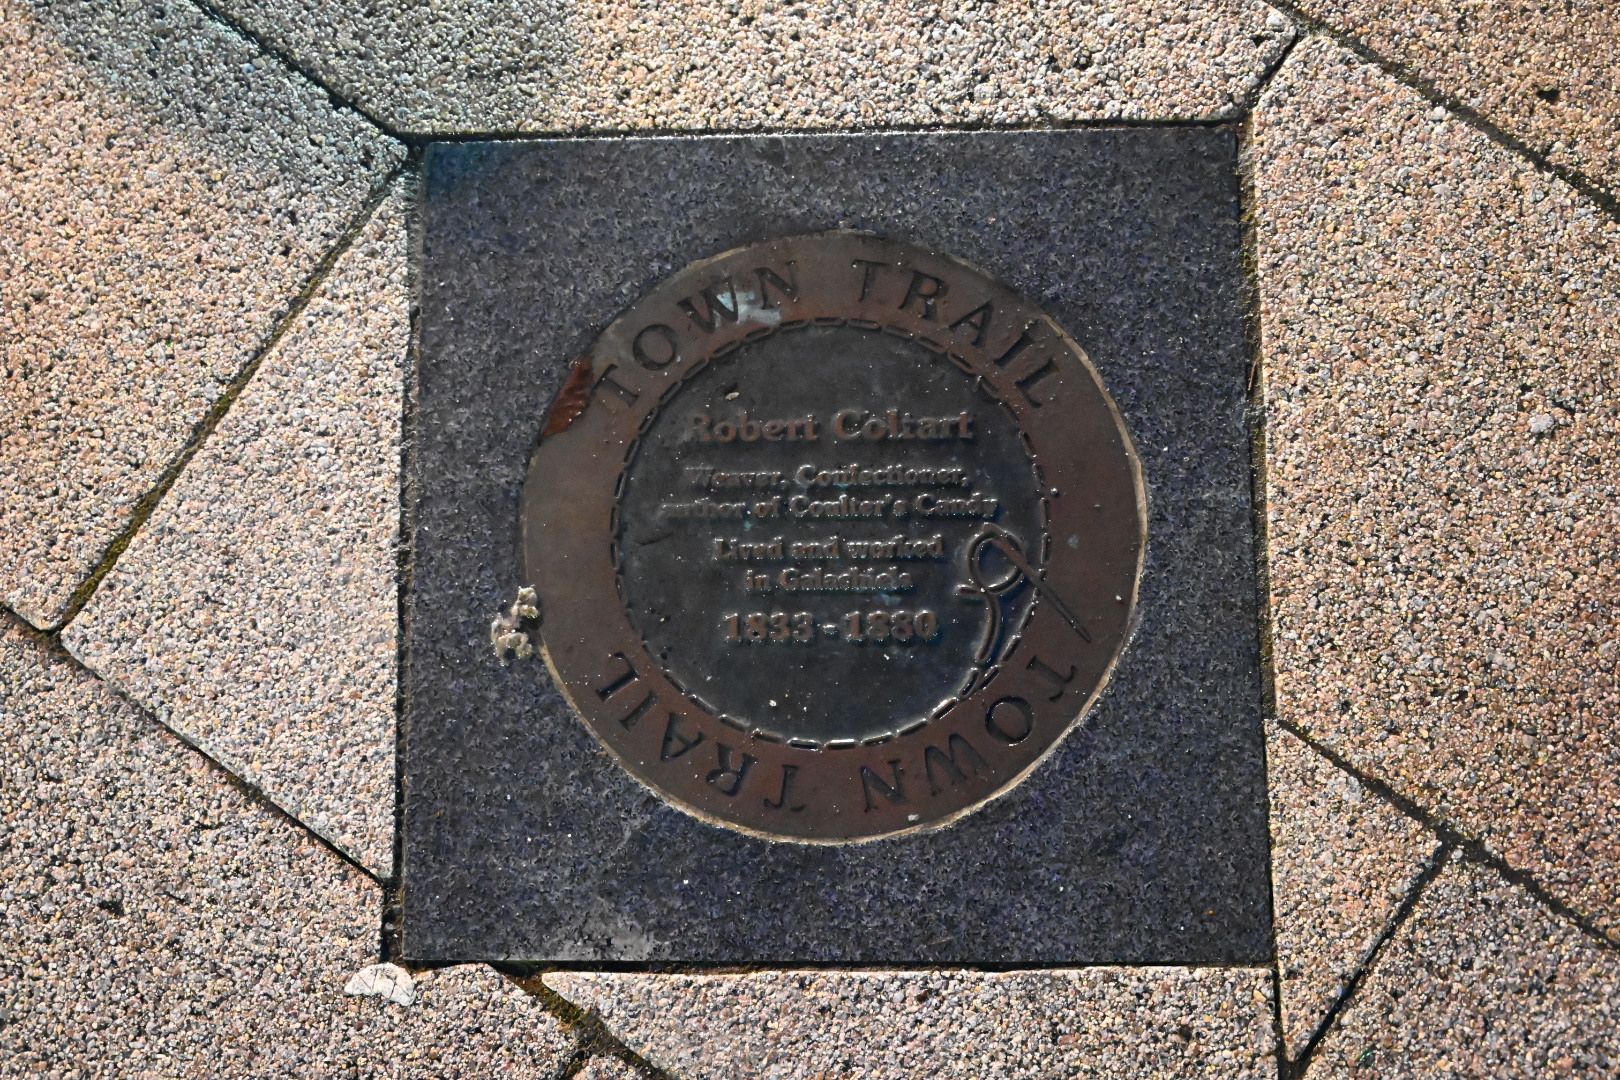 TOWN TRAIL
Robert Coltart
Weaver, Confectioner,
author of Coulter's Candy
Lived and worked
in Galashiels
1833-1880
TOWN TRAIL